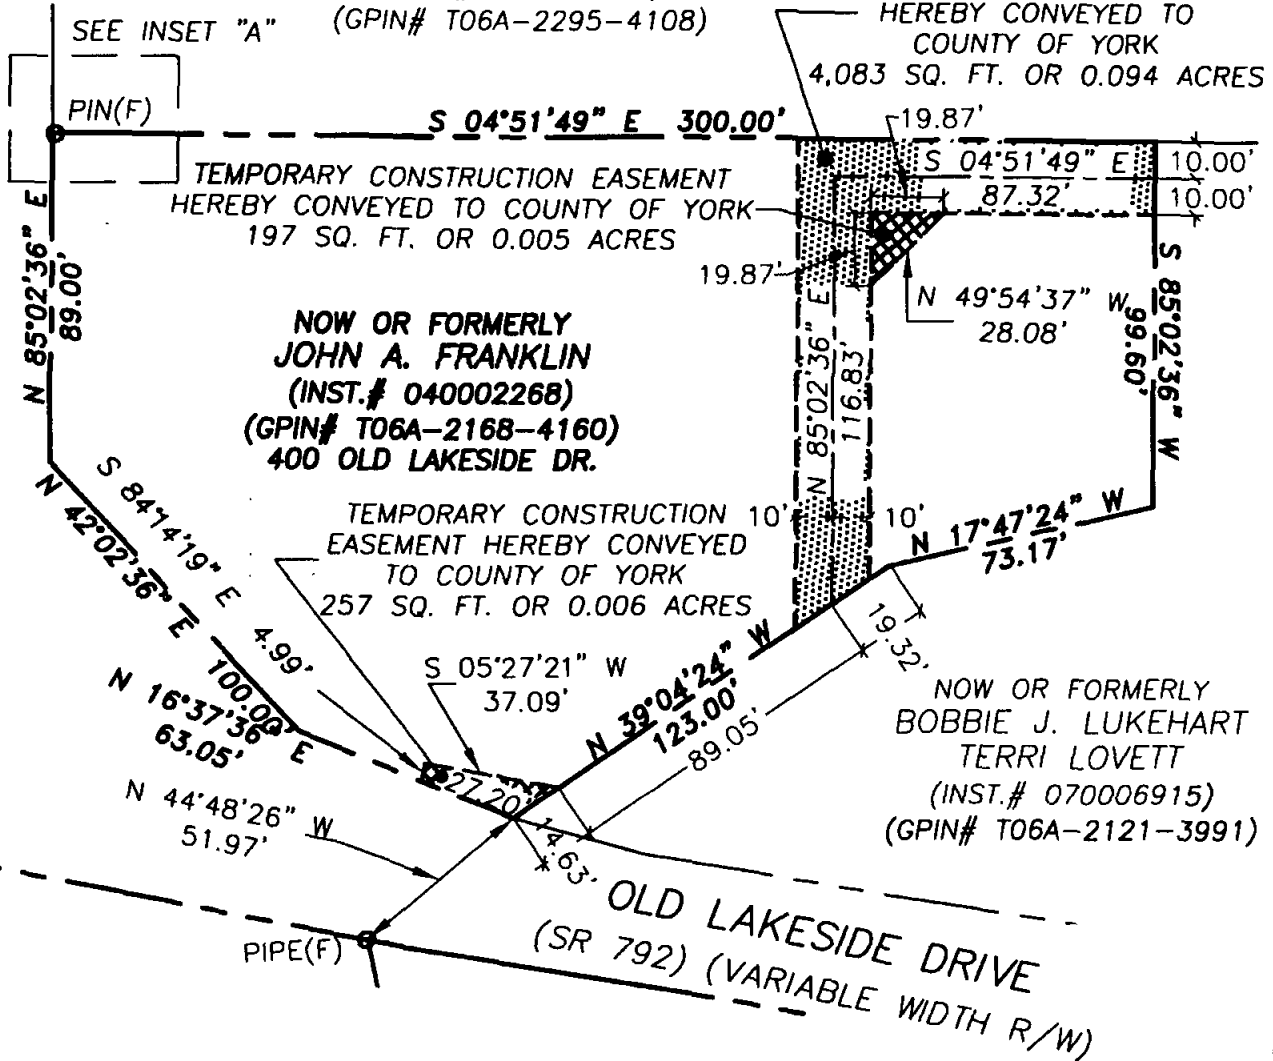 (GPIN# T06A-2295-4108)
SEE INSET "A"
HEREBY CONVEYED TO
COUNTY OF YORK
4,083 SQ. FT. OR 0.094 ACRES
PIN(F)
S 04°51'49" E 300.00'
19.87'
S 04°51'49" E
87.32'
10.00'
10.00'
TEMPORARY CONSTRUCTION EASEMENT
HEREBY CONVEYED TO COUNTY OF YORK
197 SQ. FT. OR 0.005 ACRES
N 85°02'36" E
89.00'
19.87'
N 49°54'37" W
28.08'
S 85°02'36" W
99.60'
NOW OR FORMERLY
JOHN A. FRANKLIN
(INST.# 040002268)
(GPIN# T06A-2168-4160)
400 OLD LAKESIDE DR.
N 85°02'36" E
116.83'
S 84°14'19" E
4.99'
N 42°02'36" E
100.00'
TEMPORARY CONSTRUCTION
EASEMENT HEREBY CONVEYED
TO COUNTY OF YORK
257 SQ. FT. OR 0.006 ACRES
10'
10'
N 17°47'24" W
73.17'
19.32'
S 05°27'21" W
37.09'
N 39°04'24" W
123.00'
89.05'
N 16°37'36" E
63.05'
27.20'
14.63'
N 44°48'26" W
51.97'
NOW OR FORMERLY
BOBBIE J. LUKEHART
TERRI LOVETT
(INST.# 070006915)
(GPIN# T06A-2121-3991)
PIPE(F)
OLD LAKESIDE DRIVE
(SR 792) (VARIABLE WIDTH R/W)